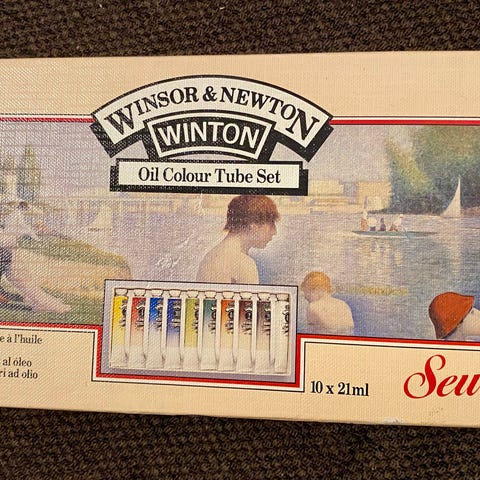 WINSOR & NEWTON
WINTON
Oil Colour Tube Set
e à l'huile
al óleo
ri ad olio
10 x 21ml
Seu